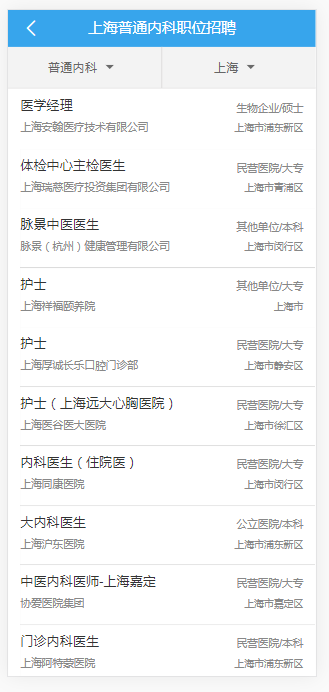 上海普通内科职位招聘
普通内科 上海
医学经理 生物企业/硕士
上海安翰医疗技术有限公司 上海市浦东新区
体检中心主检医生 民营医院/大专
上海瑞慈医疗投资集团有限公司 上海市青浦区
脉景中医医生 其他单位/本科
脉景（杭州）健康管理有限公司 上海市闵行区
护士 其他单位/大专
上海祥福颐养院 上海市
护士 民营医院/大专
上海厚诚长乐口腔门诊部 上海市静安区
护士（上海远大心胸医院） 民营医院/大专
上海医谷医大医院 上海市徐汇区
内科医生（住院医） 民营医院/大专
上海同康医院 上海市闵行区
大内科医生 公立医院/本科
上海沪东医院 上海市浦东新区
中医内科医师-上海嘉定 民营医院/大专
协爱医院集团 上海市嘉定区
门诊内科医生 民营医院/本科
上海阿特蒙医院 上海市浦东新区